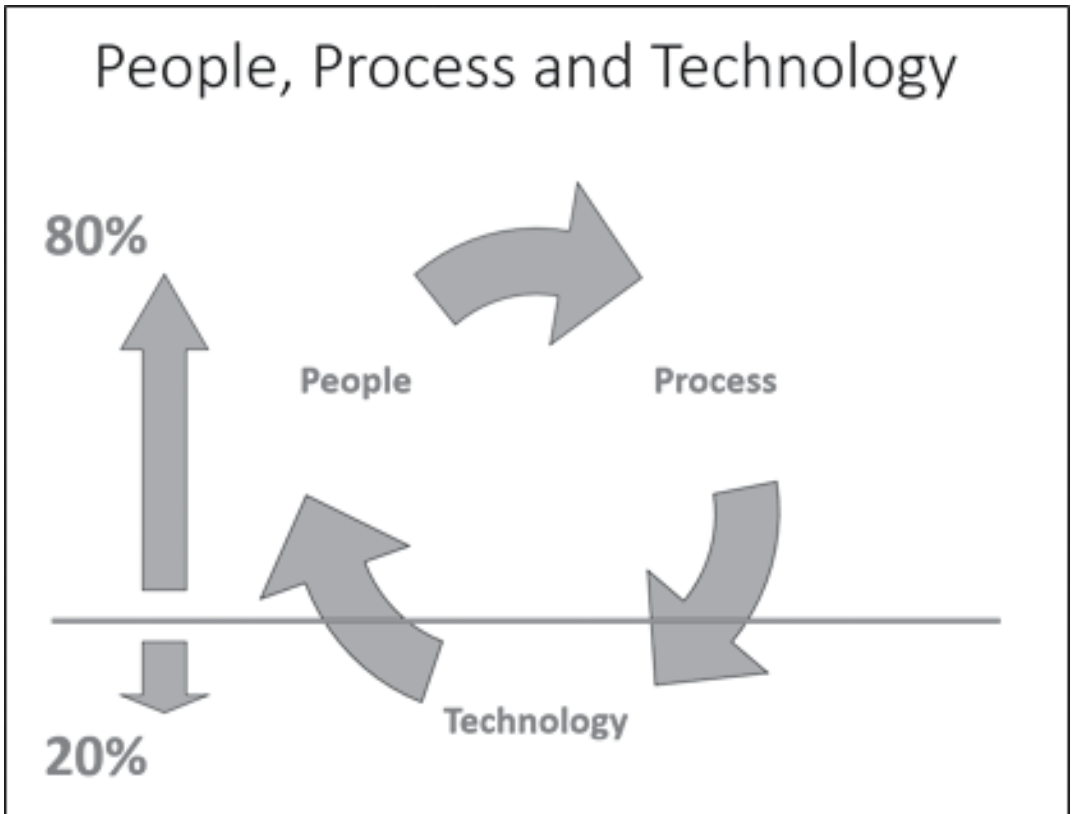 People, Process and Technology
80%
People
Process
Technology
20%